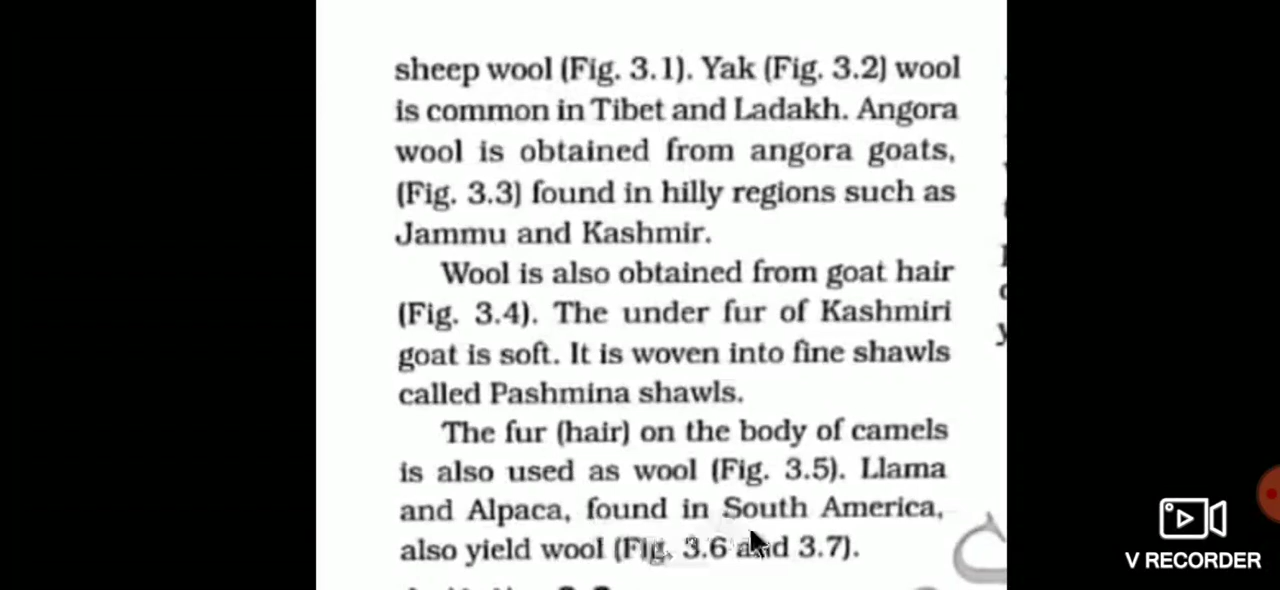 sheep wool (Fig. 3.1). Yak (Fig. 3.2) wool
is common in Tibet and Ladakh. Angora
wool is obtained from angora goats,
(Fig. 3.3) found in hilly regions such as
Jammu and Kashmir.
Wool is also obtained from goat hair
(Fig. 3.4). The under fur of Kashmiri
goat is soft. It is woven into fine shawls
called Pashmina shawls.
The fur (hair) on the body of camels
is also used as wool (Fig. 3.5). Llama
and Alpaca, found in South America,
also yield wool (Fig. 3.6 and 3.7).
V RECORDER